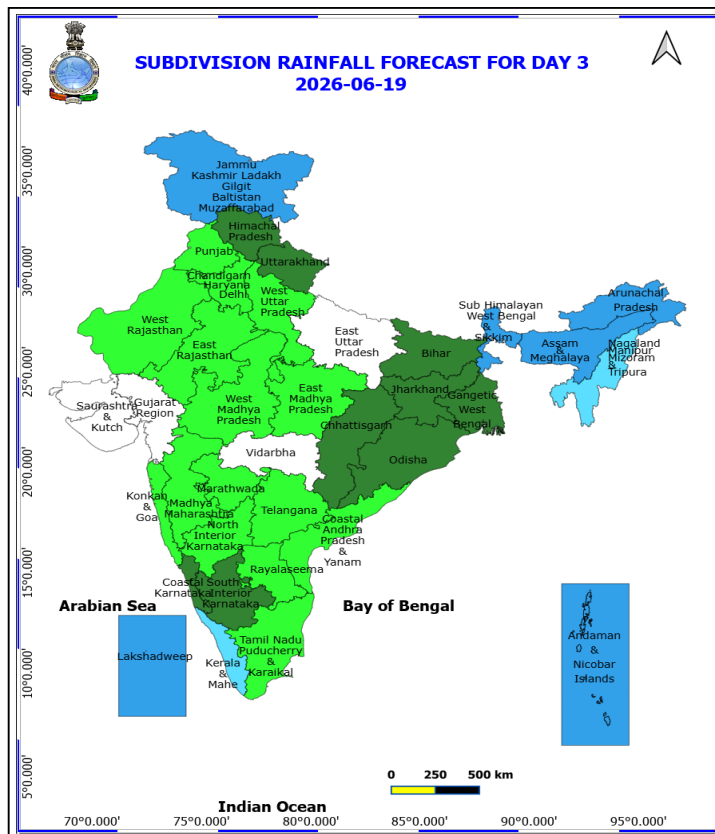 SUBDIVISION RAINFALL FORECAST FOR DAY 3
2026-06-19
40°0.000'
35°0.000'
30°0.000'
25°0.000'
20°0.000'
15°0.000'
10°0.000'
5°0.000'
Jammu
Kashmir Ladakh
Gilgit
Baltistan
Muzaffarabad
Himachal
Pradesh
Punjab
Uttarakhand
Chandigarh
Haryana
Delhi
West
Uttar
Pradesh
West
Rajasthan
East
Rajasthan
East
Uttar
Pradesh
Sub Himalayan
West Bengal
&
Sikkim
Arunachal
Pradesh
Assam
&
Meghalaya
Nagaland
Manipur
Mizoram
&
Tripura
Bihar
Jharkhand
Gangetic
West
Bengal
Saurashtra
&
Kutch
Gujarat
Region
West
Madhya
Pradesh
East
Madhya
Pradesh
Chhattisgarh
Odisha
Vidarbha
Konkan
&
Goa
Marathwada
Madhya
Maharashtra
North
Interior
Karnataka
Telangana
Coastal
Andhra
Pradesh
&
Yanam
Rayalaseema
Coastal
Karnataka
South
Interior
Karnataka
Arabian Sea
Bay of Bengal
Lakshadweep
Kerala
&
Mahe
Tamil Nadu
Puducherry
&
Karaikal
Andaman
&
Nicobar
Islands
0 250 500 km
Indian Ocean
70°0.000' 75°0.000' 80°0.000' 85°0.000' 90°0.000' 95°0.000'